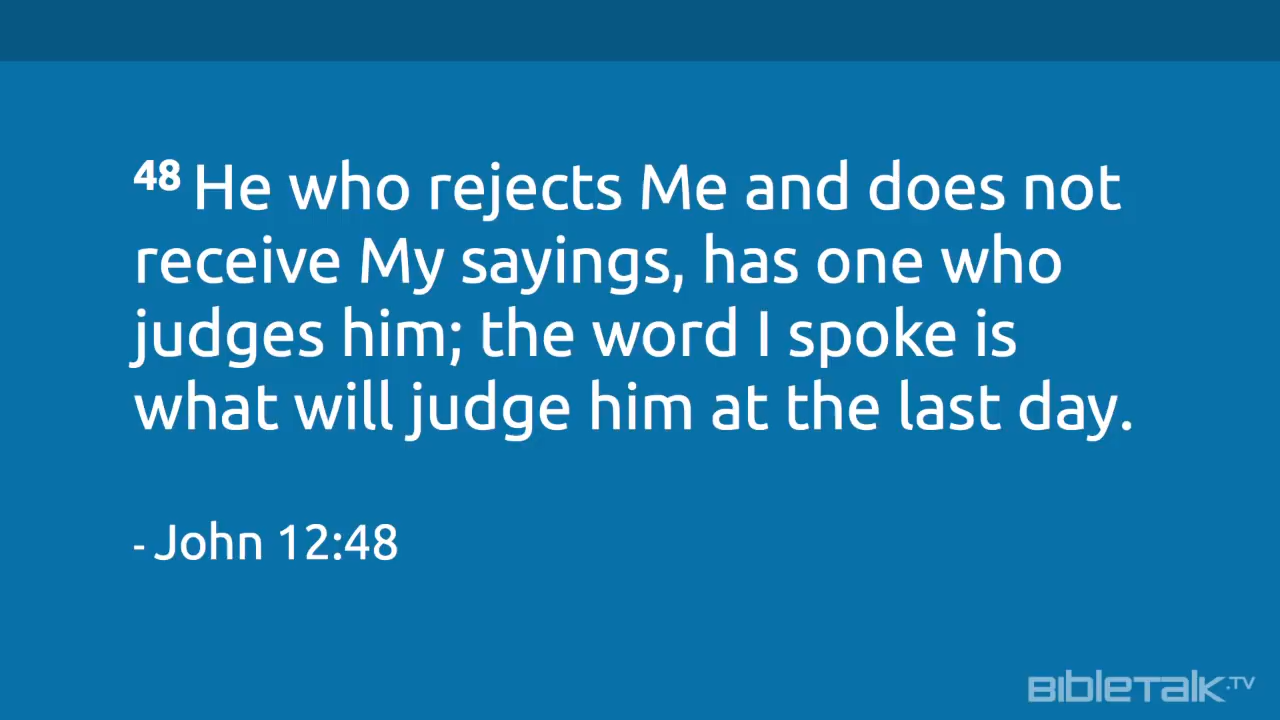 48 He who rejects Me and does not
receive My sayings, has one who
judges him; the word I spoke is
what will judge him at the last day.
- John 12:48
BibleTalk.TV